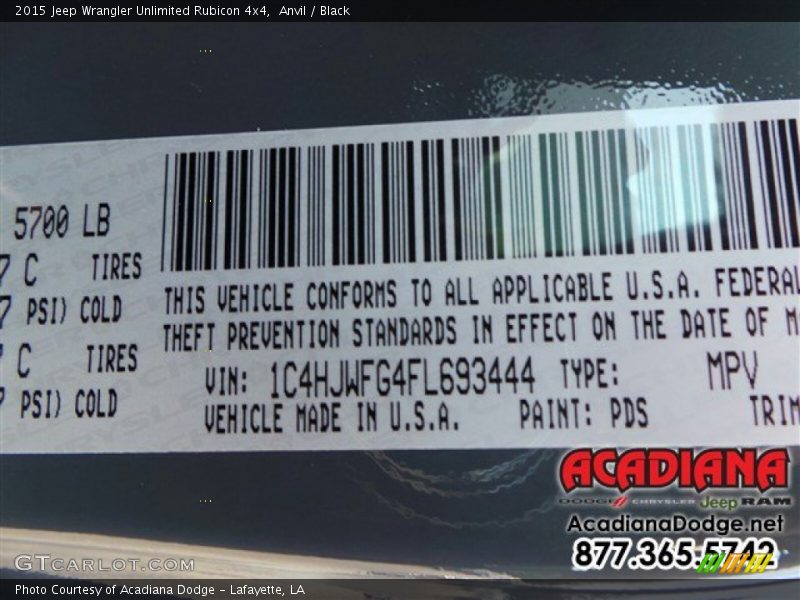 2015 Jeep Wrangler Unlimited Rubicon 4x4,  Anvil / Black
5700 LB
7 C TIRES
7 PSI) COLD
C TIRES
7 PSI) COLD
THIS VEHICLE CONFORMS TO ALL APPLICABLE U.S.A. FEDERAL
THEFT PREVENTION STANDARDS IN EFFECT ON THE DATE OF M
VIN: 1C4HJWFG4FL693444 TYPE: MPV
VEHICLE MADE IN U.S.A. PAINT: PDS TRIM
ACADIANA
DODGE CHRYSLER Jeep RAM
AcadianaDodge.net
877.365.5742
GTCarLot.com
Photo Courtesy of Acadiana Dodge - Lafayette, LA